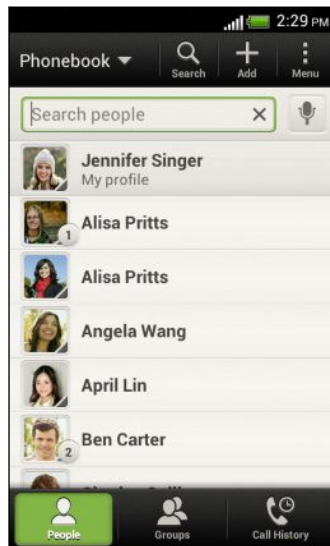 2:29 PM
Phonebook
Search
Add
Menu
Search people
Jennifer Singer
My profile
1
Alisa Pritts
Alisa Pritts
Angela Wang
April Lin
2
Ben Carter
People
Groups
Call History